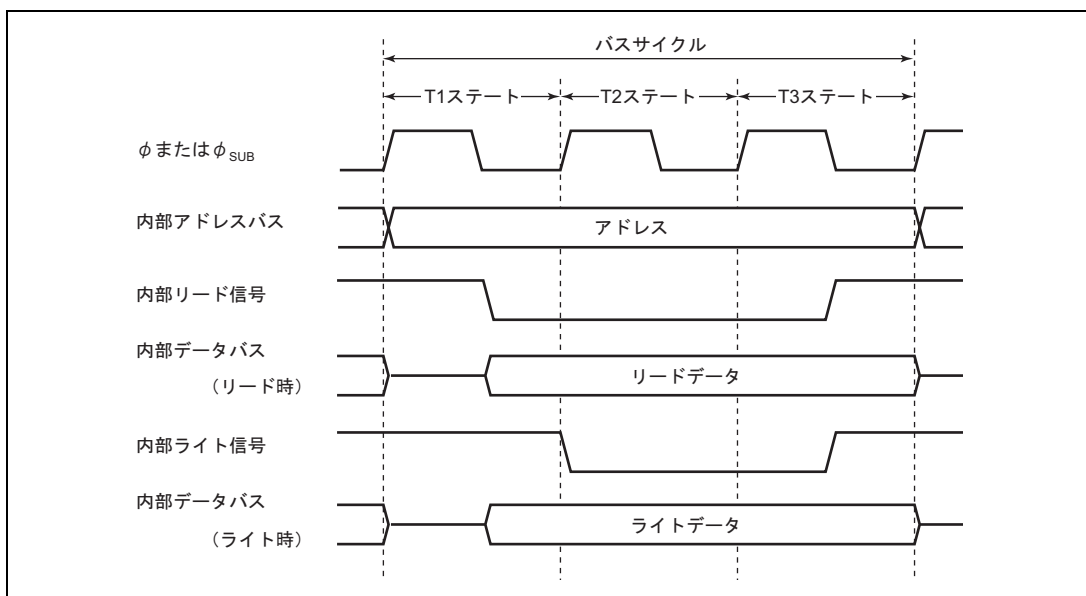 バスサイクル
T1ステート T2ステート T3ステート
φまたはφSUB
内部アドレスバス
アドレス
内部リード信号
内部データバス
(リード時)
リードデータ
内部ライト信号
内部データバス
(ライト時)
ライトデータ